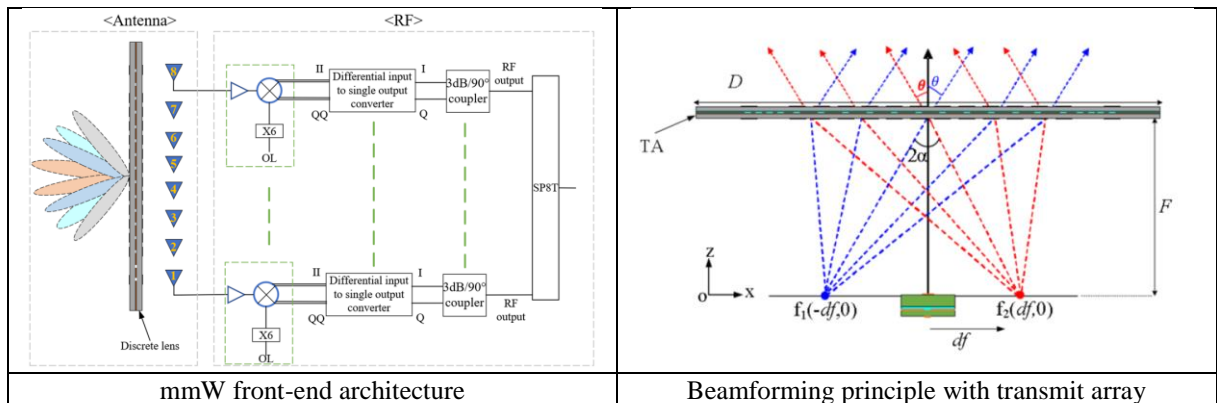 <Antenna>
<RF>
8
7
6
5
4
3
2
1
Discrete lens
X6
OL
II
QQ
Differential input
to single output
converter
I
Q
3dB/90°
coupler
RF
output
SP8T
X6
OL
II
QQ
Differential input
to single output
converter
I
Q
3dB/90°
coupler
RF
output
mmW front-end architecture
D
θ
θ
TA
2α
F
z
o
x
f₁(-df,0)
f₂(df,0)
df
Beamforming principle with transmit array